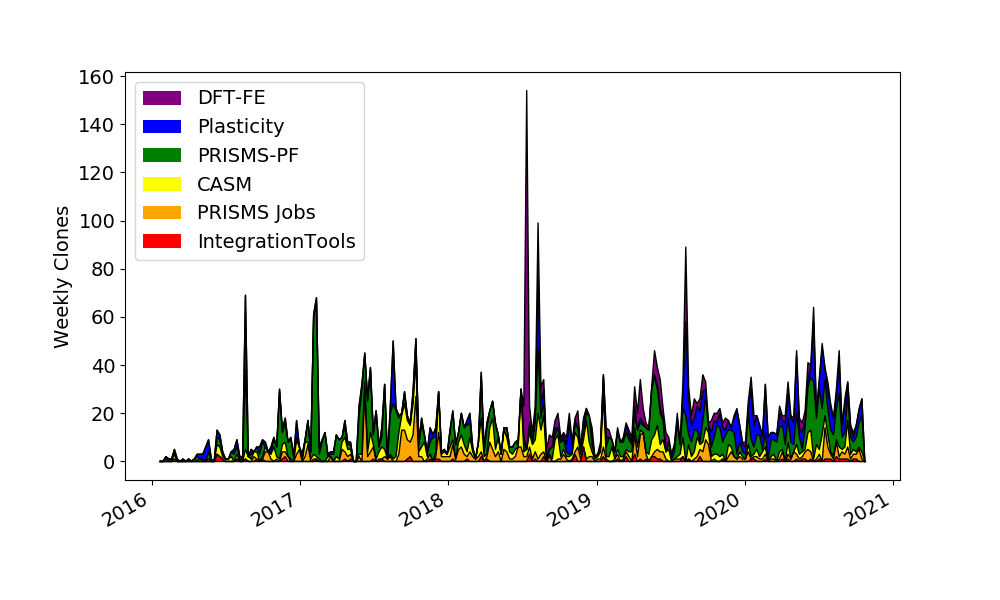 160
140
120
100
80
60
40
20
0
Weekly Clones
DFT-FE
Plasticity
PRISMS-PF
CASM
PRISMS Jobs
IntegrationTools
2016
2017
2018
2019
2020
2021